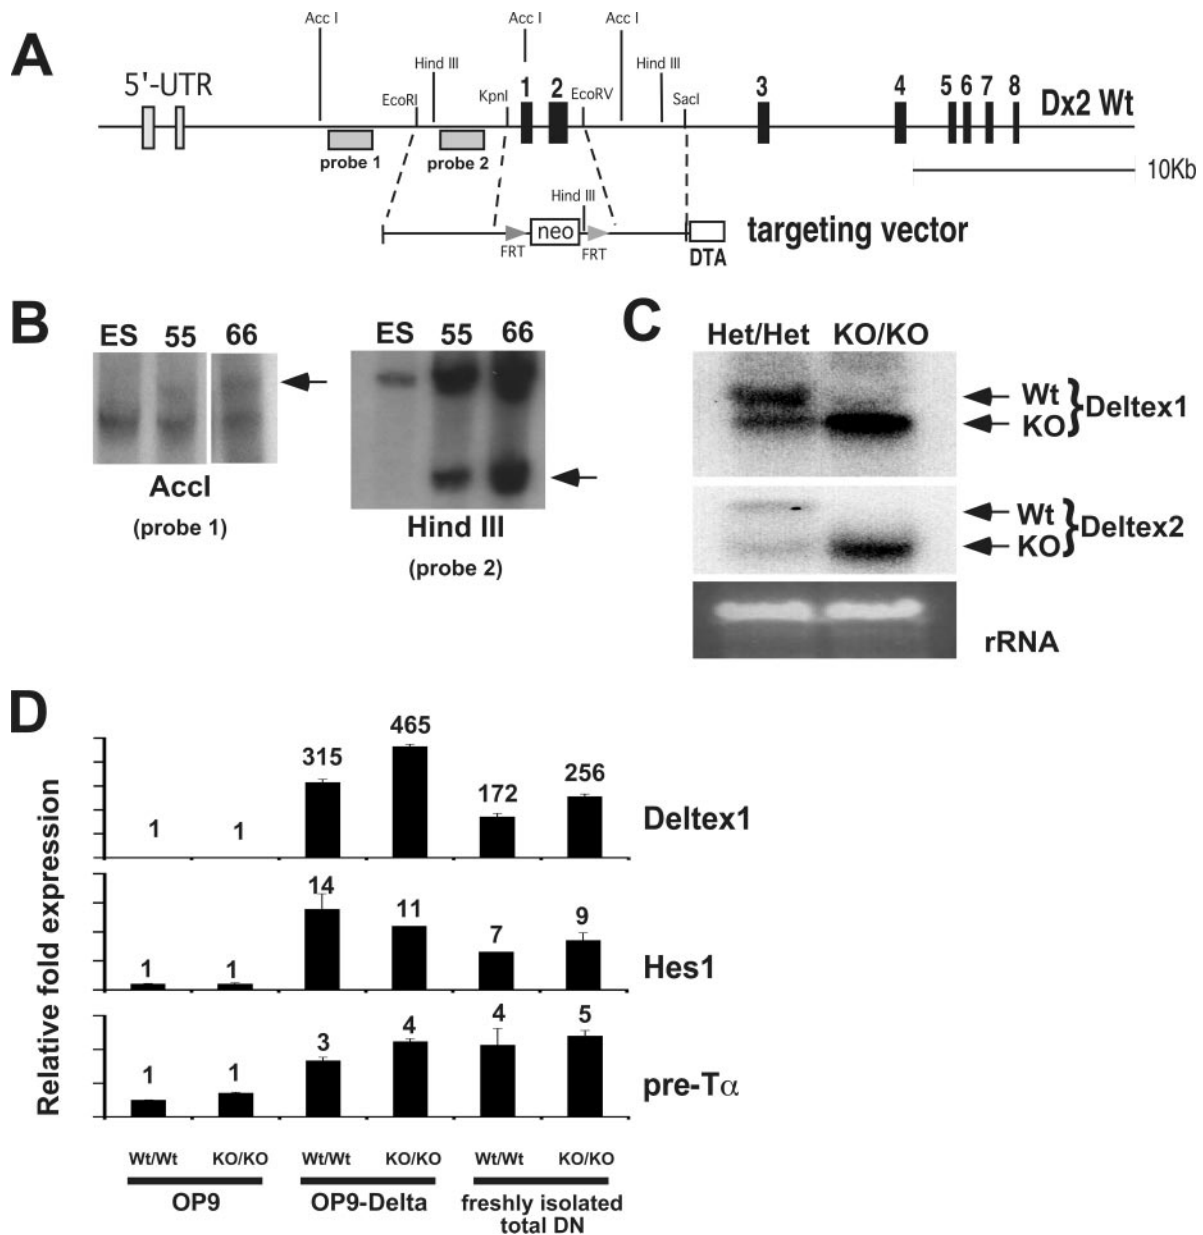 A
Acc I
Acc I
Acc I
5'-UTR
Hind III
Hind III
EcoRI
KpnI
1
2
EcoRV
SacI
3
4
5
6
7
8
Dx2 Wt
probe 1
probe 2
10Kb
Hind III
neo
FRT
FRT
DTA
targeting vector
B
ES 55 66
AccI
(probe 1)
ES 55 66
Hind III
(probe 2)
C
Het/Het KO/KO
Wt
KO
}Deltex1
Wt
KO
}Deltex2
rRNA
D
Relative fold expression
1 1 315 465 172 256
Deltex1
1 1 14 11 7 9
Hes1
1 1 3 4 4 5
pre-Tα
Wt/Wt KO/KO Wt/Wt KO/KO Wt/Wt KO/KO
OP9
OP9-Delta
freshly isolated
total DN